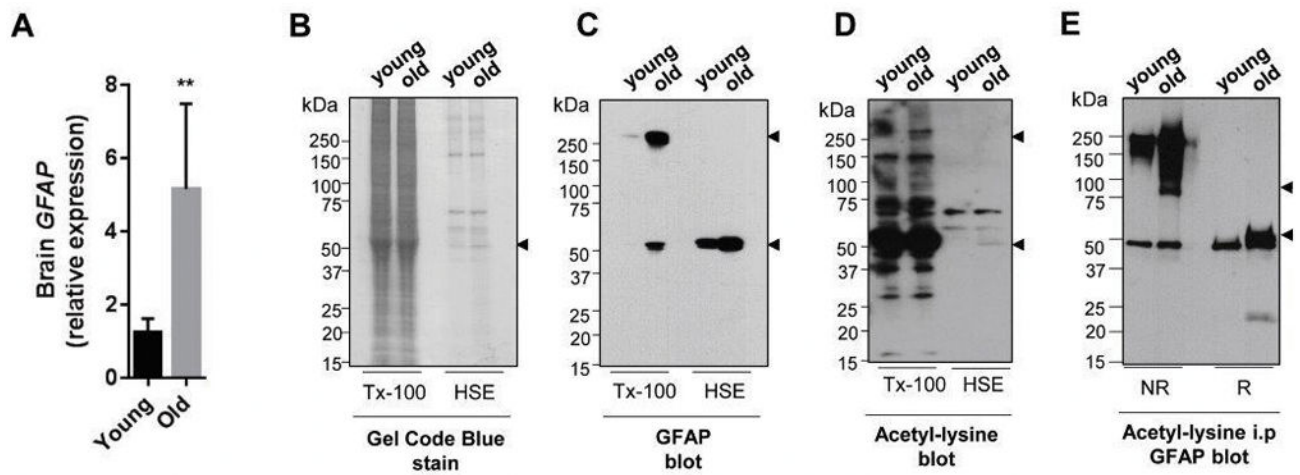 A
Brain GFAP
(relative expression)
8
6
4
2
0
**
Young
Old
B
young
old
young
old
kDa
250
150
100
75
50
37
25
20
15
Tx-100
HSE
Gel Code Blue
stain
C
young
old
young
old
kDa
250
150
100
75
50
37
25
20
15
Tx-100
HSE
GFAP
blot
D
young
old
young
old
kDa
250
150
100
75
50
37
25
20
15
Tx-100
HSE
Acetyl-lysine
blot
E
young
old
young
old
kDa
250
150
100
75
50
37
25
20
15
NR
R
Acetyl-lysine i.p
GFAP blot